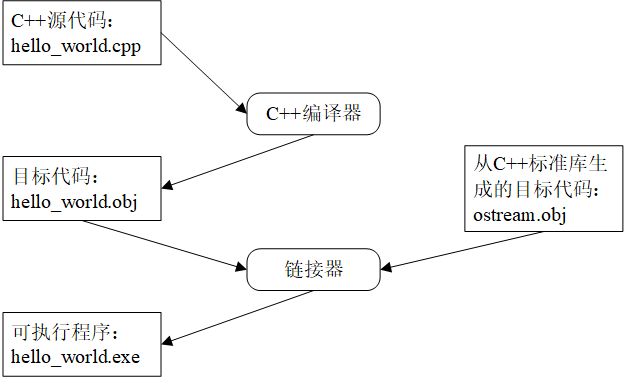 C++源代码：
hello_world.cpp
C++编译器
目标代码：
hello_world.obj
从C++标准库生
成的目标代码：
ostream.obj
链接器
可执行程序：
hello_world.exe